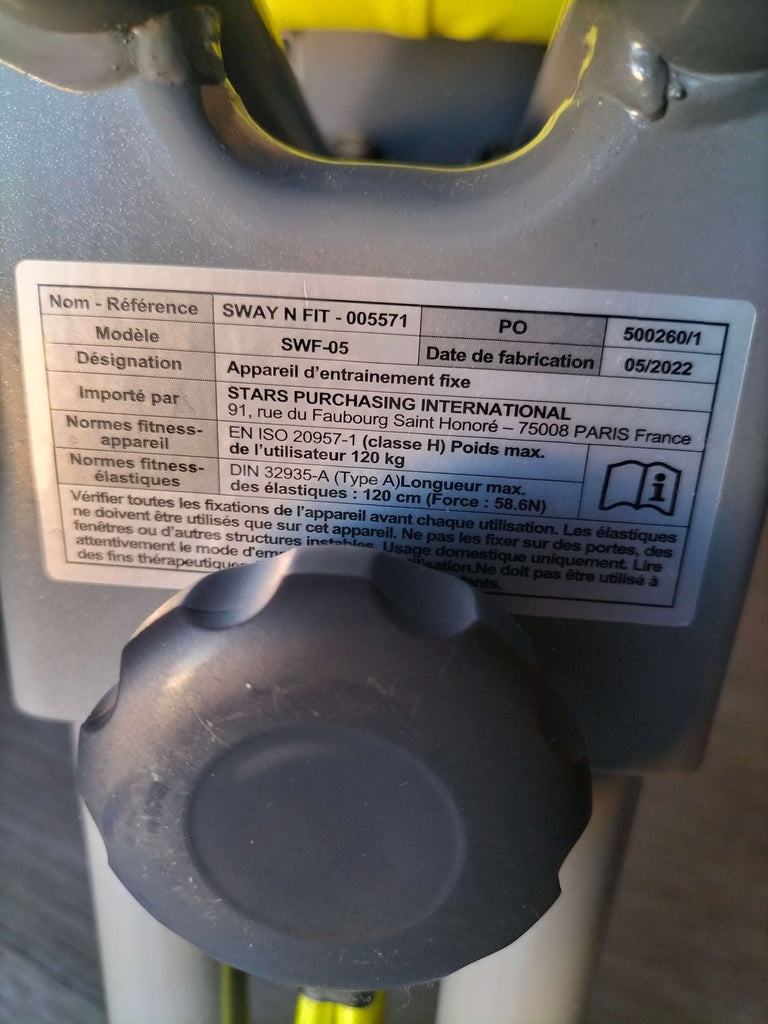 Nom - Référence SWAY N FIT - 005571 PO 500260/1
Modèle SWF-05 Date de fabrication 05/2022
Désignation Appareil d'entrainement fixe
Importé par STARS PURCHASING INTERNATIONAL
91, rue du Faubourg Saint Honoré – 75008 PARIS France
Normes fitness-
appareil
EN ISO 20957-1 (classe H) Poids max.
de l'utilisateur 120 kg
Normes fitness-
élastiques
DIN 32935-A (Type A)Longueur max.
des élastiques : 120 cm (Force : 58.6N)
i
Vérifier toutes les fixations de l'appareil avant chaque utilisation. Les élastiques
ne doivent être utilisés que sur cet appareil. Ne pas les fixer sur des portes, des
fenêtres ou d'autres structures instables. Usage domestique uniquement. Lire
attentivement le mode d'em utilisation.Ne doit pas être utilisé à
des fins